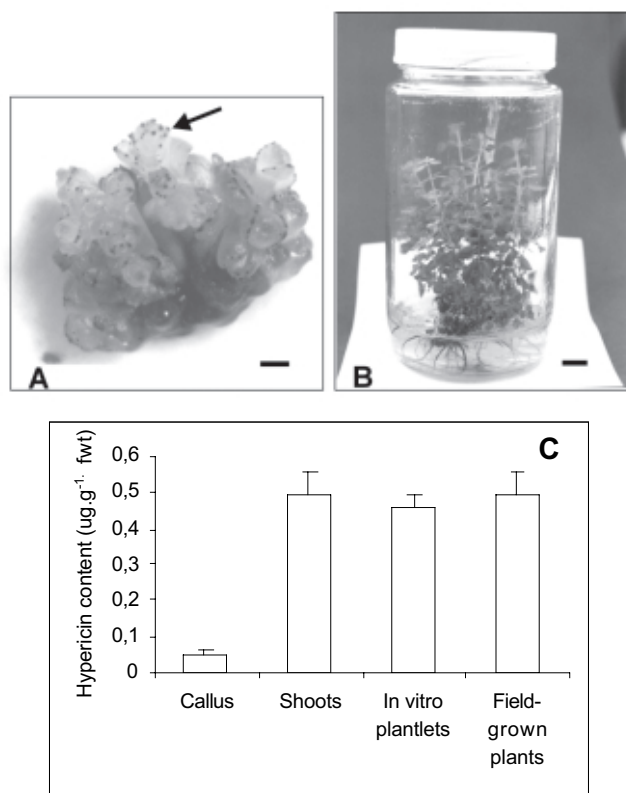 A
B
C
Hypericin content (ug.g-1. fwt)
0,6
0,5
0,4
0,3
0,2
0,1
0
Callus
Shoots
In vitro
plantlets
Field-
grown
plants